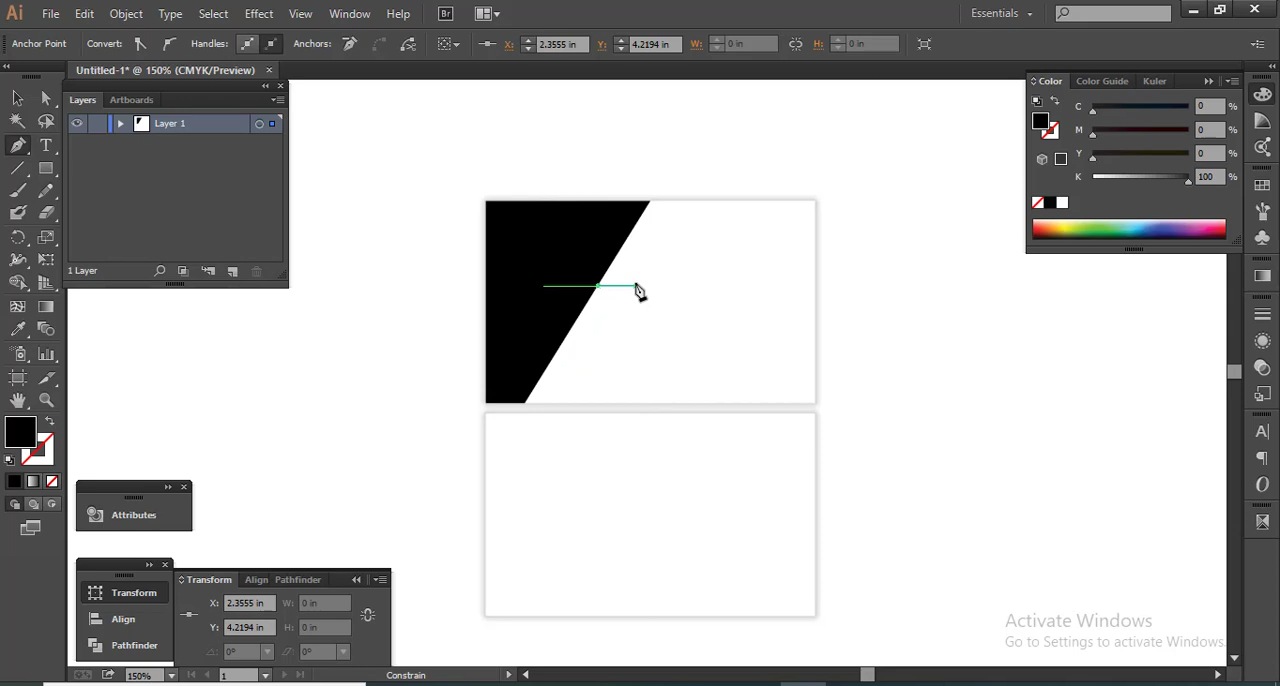 Ai File Edit Object Type Select Effect View Window Help Br Essentials
Anchor Point Convert: Handles: Anchors: X: 2.3555 in Y: 4.2194 in W: 0 in H: 0 in
Untitled-1* @ 150% (CMYK/Preview) ×
Layers Artboards
Layer 1
1 Layer
Color Color Guide Kuler
C 0 %
M 0 %
Y 0 %
K 100 %
Attributes
Transform
Align
Pathfinder
Transform Align Pathfinder
X: 2.3555 in W: 0 in
Y: 4.2194 in H: 0 in
0° 0°
Activate Windows
Go to Settings to activate Windows.
150% 1 Constrain